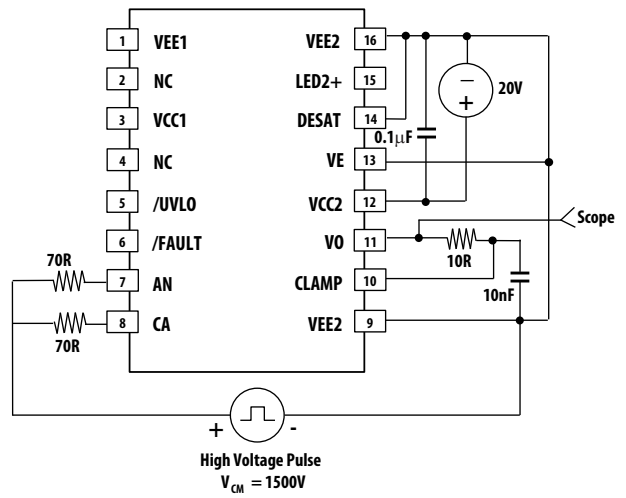 1 VEE1 VEE2 16
2 NC LED2+ 15
3 VCC1 DESAT 14
4 NC VE 13
5 /UVLO VCC2 12
6 /FAULT VO 11
7 AN CLAMP 10
8 CA VEE2 9
20V
0.1μF
Scope
10R
10nF
70R
70R
+ -
− +
High Voltage Pulse
VCM = 1500V